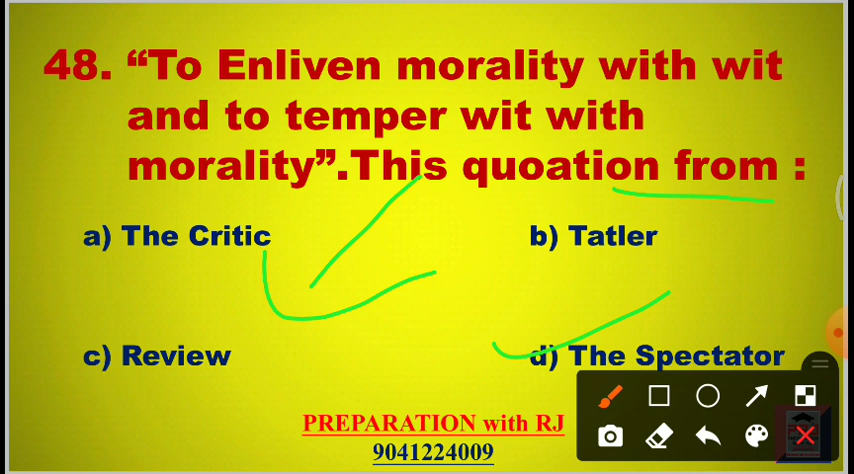 48. “To Enliven morality with wit
and to temper wit with
morality”.This quoation from :
a) The Critic
b) Tatler
c) Review
d) The Spectator
PREPARATION with RJ
9041224009